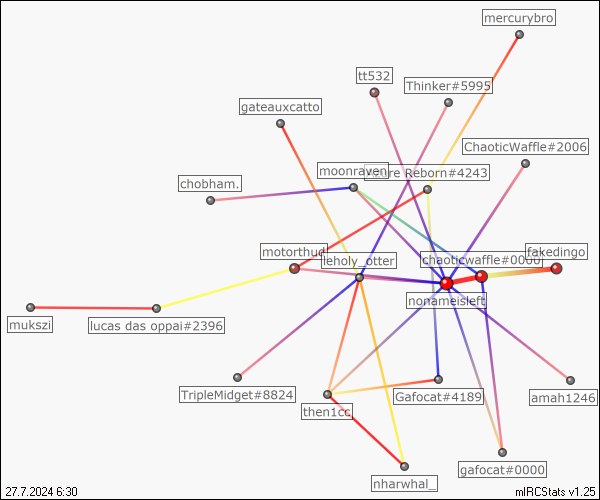 mercurybro
tt532
Thinker#5995
gateauxcatto
ChaoticWaffle#2006
moonraven
Reborn#4243
chobham.
motorthud
leholy_otter
chaoticwaffle#0000
fakedingo
nonameisleft
mukszi
lucas das oppai#2396
TripleMidget#8824
then1cc
Gafocat#4189
amah1246
nharwhal_
gafocat#0000
27.7.2024 6:30
mIRCStats v1.25